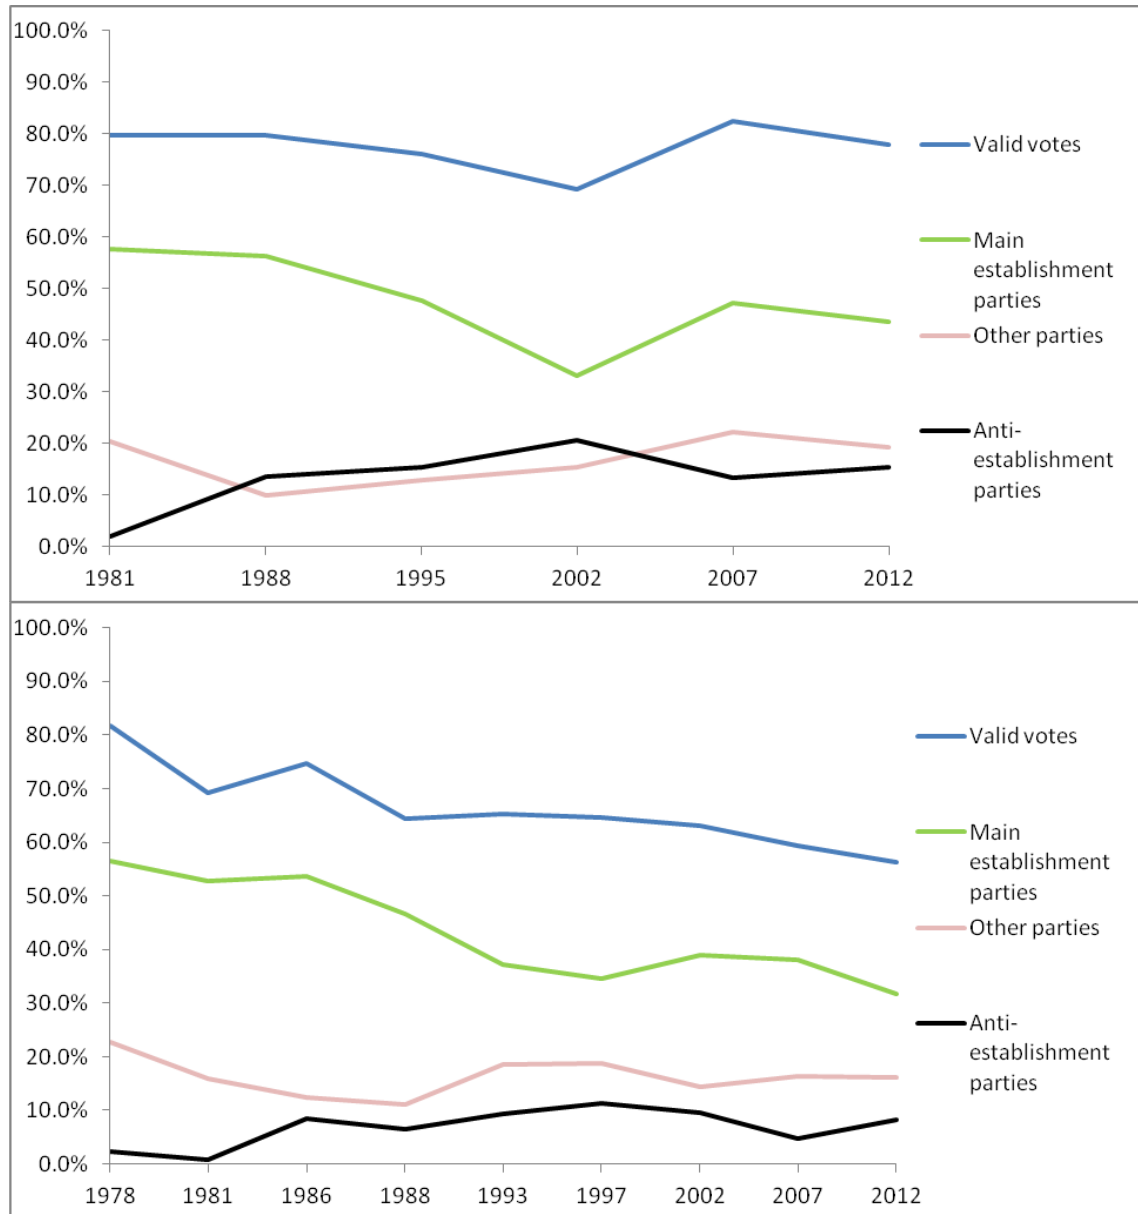 100.0%
90.0%
80.0%
70.0%
60.0%
50.0%
40.0%
30.0%
20.0%
10.0%
0.0%
1981 1988 1995 2002 2007 2012
Valid votes
Main
establishment
parties
Other parties
Anti-
establishment
parties
100.0%
90.0%
80.0%
70.0%
60.0%
50.0%
40.0%
30.0%
20.0%
10.0%
0.0%
1978 1981 1986 1988 1993 1997 2002 2007 2012
Valid votes
Main
establishment
parties
Other parties
Anti-
establishment
parties